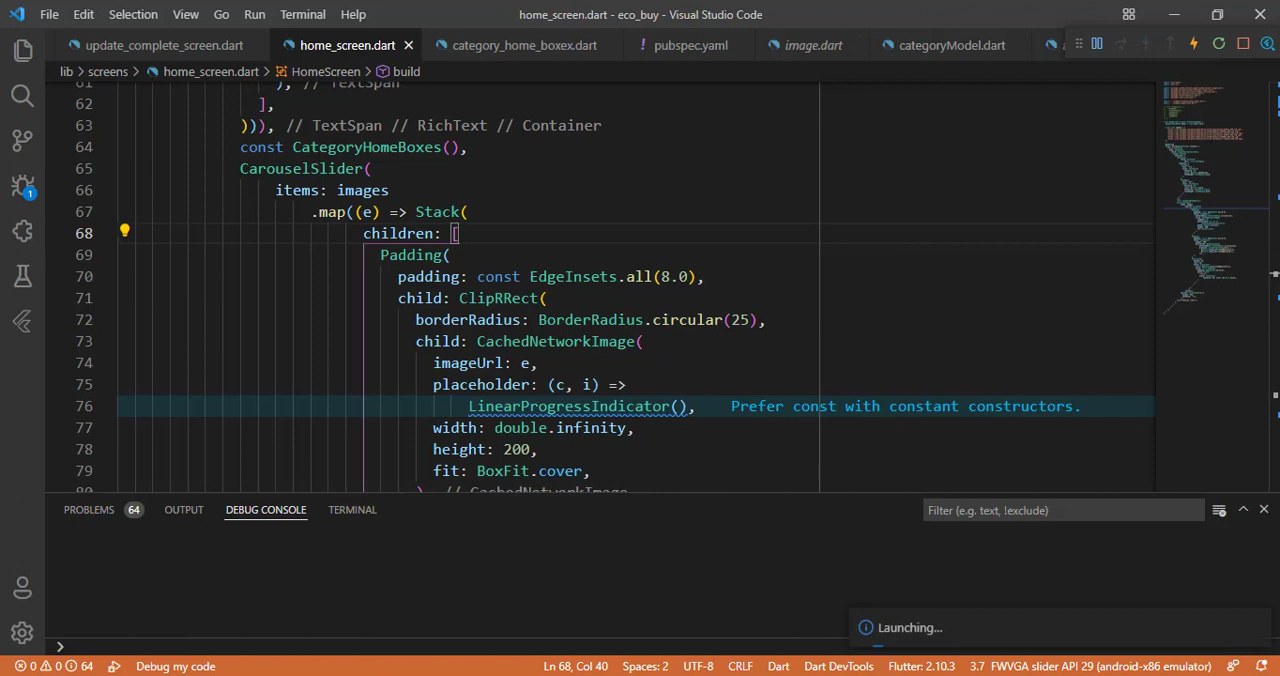 File Edit Selection View Go Run Terminal Help home_screen.dart - eco_buy - Visual Studio Code
update_complete_screen.dart home_screen.dart category_home_boxex.dart pubspec.yaml image.dart categoryModel.dart
lib > screens > home_screen.dart > HomeScreen > build
61 ), // TextSpan
62 ],
63 ))), // TextSpan // RichText // Container
64 const CategoryHomeBoxes(),
65 CarouselSlider(
66 items: images
67 .map((e) => Stack(
68 children: [
69 Padding(
70 padding: const EdgeInsets.all(8.0),
71 child: ClipRRect(
72 borderRadius: BorderRadius.circular(25),
73 child: CachedNetworkImage(
74 imageUrl: e,
75 placeholder: (c, i) =>
76 LinearProgressIndicator(), Prefer const with constant constructors.
77 width: double.infinity,
78 height: 200,
79 fit: BoxFit.cover,
80 ) // CachedNetworkImage
PROBLEMS 64 OUTPUT DEBUG CONSOLE TERMINAL Filter (e.g. text, !exclude)
1
Launching...
0 0 64 Debug my code Ln 68, Col 40 Spaces: 2 UTF-8 CRLF Dart Dart DevTools Flutter: 2.10.3 3.7 FWVGA slider API 29 (android-x86 emulator)